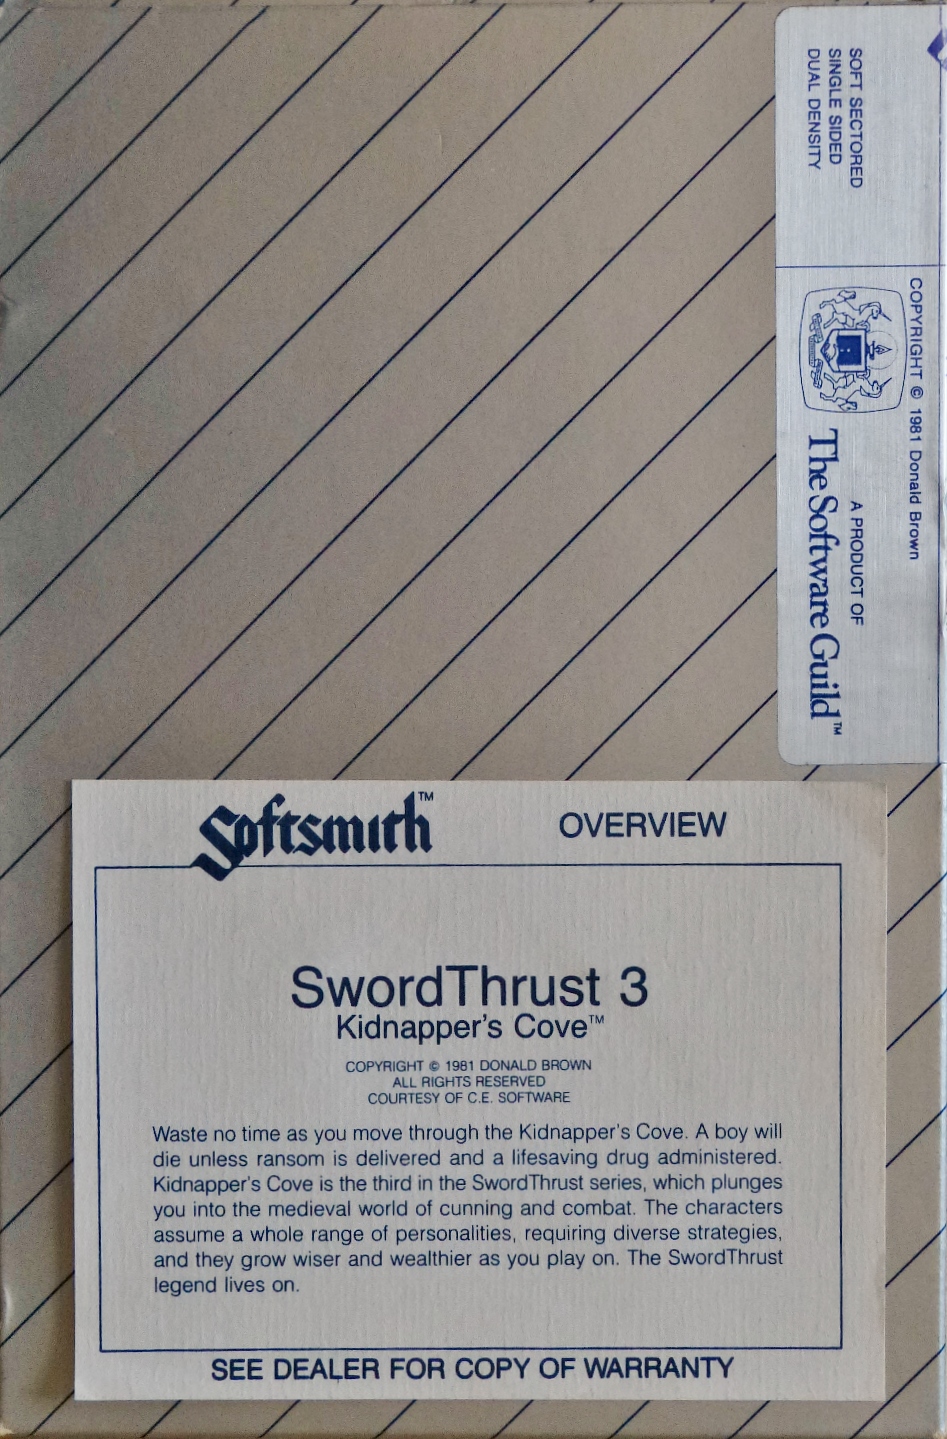 SOFT SECTORED
SINGLE SIDED
DUAL DENSITY
COPYRIGHT © 1981 Donald Brown
A PRODUCT OF
The Software Guild™
Softsmith™
OVERVIEW
SwordThrust 3
Kidnapper's Cove™
COPYRIGHT © 1981 DONALD BROWN
ALL RIGHTS RESERVED
COURTESY OF C.E. SOFTWARE
Waste no time as you move through the Kidnapper's Cove. A boy will
die unless ransom is delivered and a lifesaving drug administered.
Kidnapper's Cove is the third in the SwordThrust series, which plunges
you into the medieval world of cunning and combat. The characters
assume a whole range of personalities, requiring diverse strategies,
and they grow wiser and wealthier as you play on. The SwordThrust
legend lives on.
SEE DEALER FOR COPY OF WARRANTY